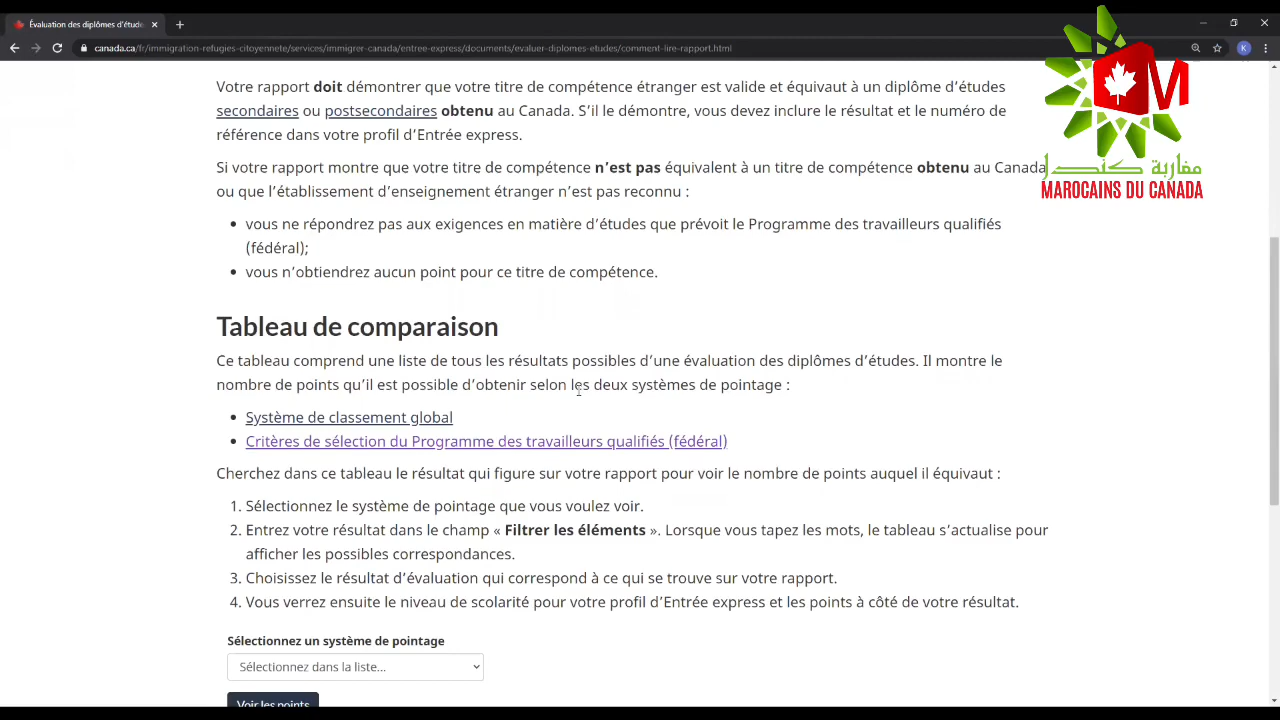 Évaluation des diplômes d'étude
canada.ca/fr/immigration-refugies-citoyennete/services/immigrer-canada/entree-express/documents/evaluer-diplomes-etudes/comment-lire-rapport.html
K
M
مغاربة كندا
MAROCAINS DU CANADA
Votre rapport doit démontrer que votre titre de compétence étranger est valide et équivaut à un diplôme d’études
secondaires ou postsecondaires obtenu au Canada. S’il le démontre, vous devez inclure le résultat et le numéro de
référence dans votre profil d’Entrée express.
Si votre rapport montre que votre titre de compétence n’est pas équivalent à un titre de compétence obtenu au Canada
ou que l’établissement d’enseignement étranger n’est pas reconnu :
• vous ne répondrez pas aux exigences en matière d’études que prévoit le Programme des travailleurs qualifiés
(fédéral);
• vous n’obtiendrez aucun point pour ce titre de compétence.
Tableau de comparaison
Ce tableau comprend une liste de tous les résultats possibles d’une évaluation des diplômes d’études. Il montre le
nombre de points qu’il est possible d’obtenir selon les deux systèmes de pointage :
• Système de classement global
• Critères de sélection du Programme des travailleurs qualifiés (fédéral)
Cherchez dans ce tableau le résultat qui figure sur votre rapport pour voir le nombre de points auquel il équivaut :
1. Sélectionnez le système de pointage que vous voulez voir.
2. Entrez votre résultat dans le champ « Filtrer les éléments ». Lorsque vous tapez les mots, le tableau s’actualise pour
afficher les possibles correspondances.
3. Choisissez le résultat d’évaluation qui correspond à ce qui se trouve sur votre rapport.
4. Vous verrez ensuite le niveau de scolarité pour votre profil d’Entrée express et les points à côté de votre résultat.
Sélectionnez un système de pointage
Sélectionnez dans la liste...
Voir les points